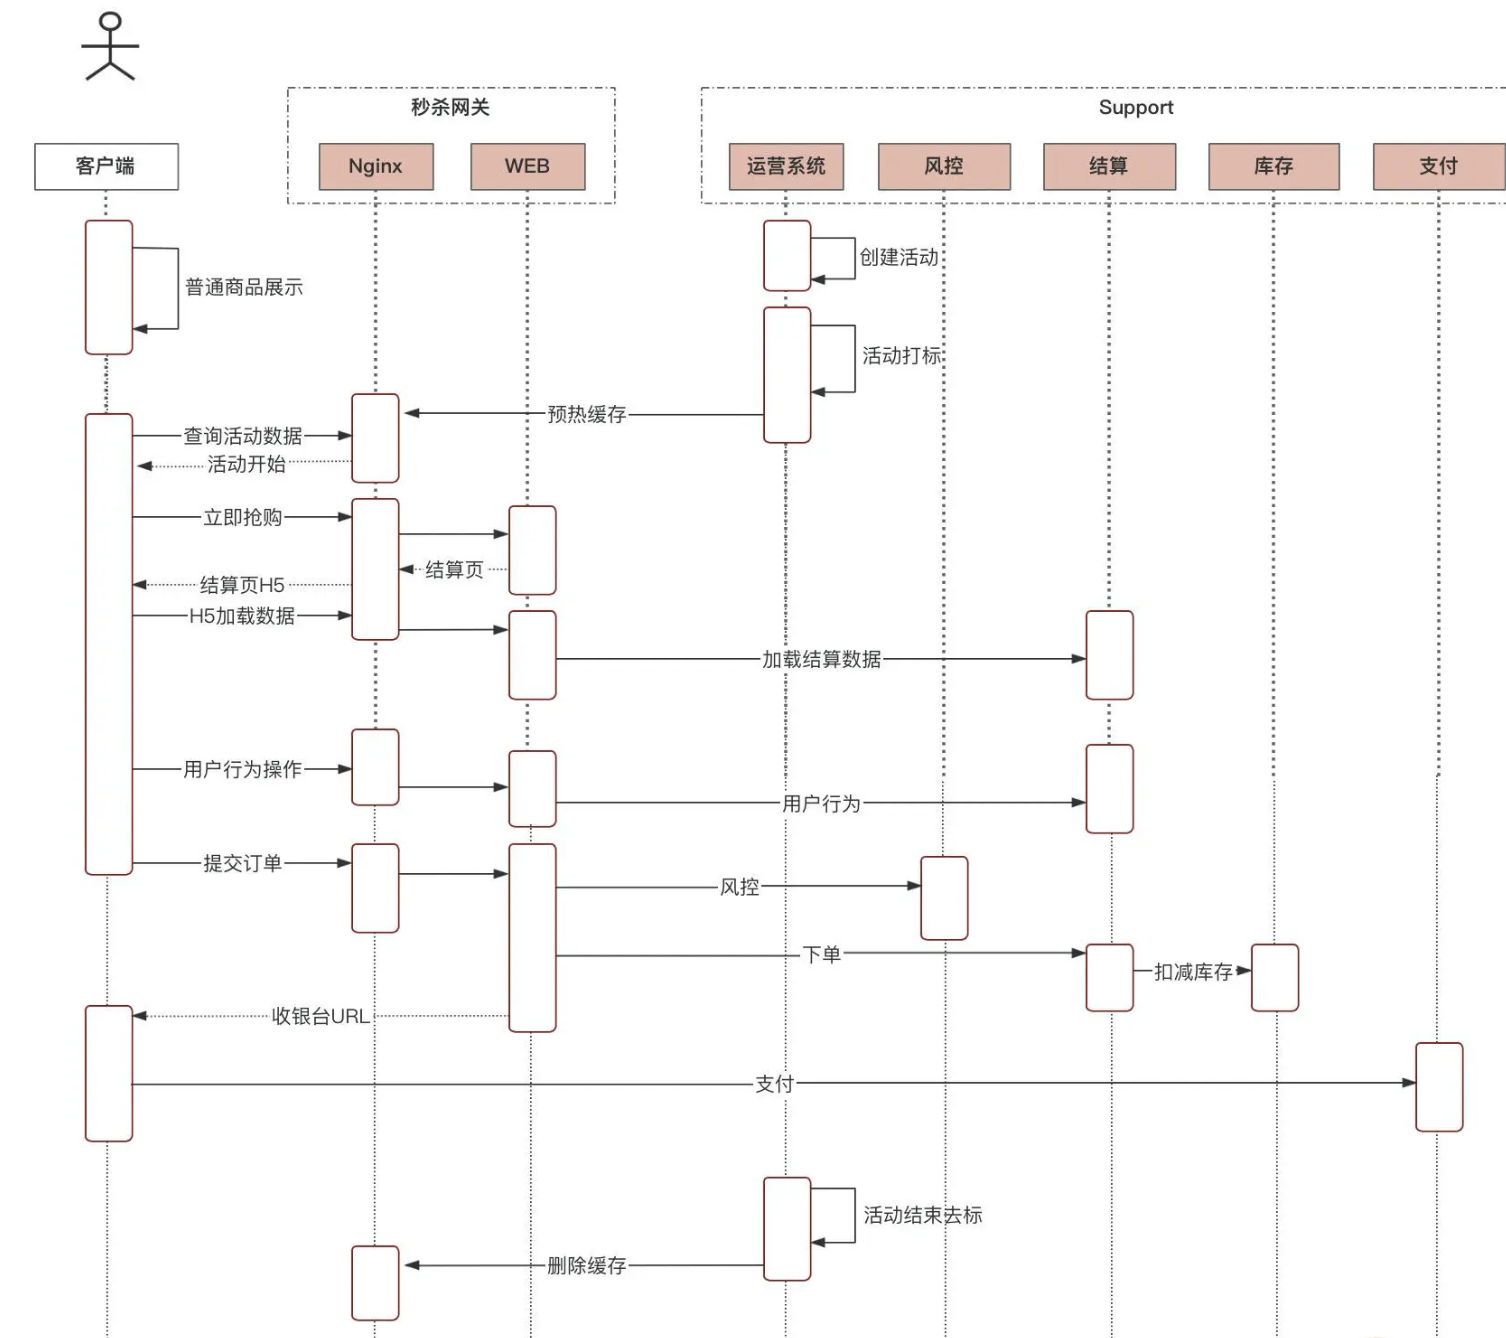 秒杀网关
Support
客户端
Nginx
WEB
运营系统
风控
结算
库存
支付
创建活动
普通商品展示
活动打标
预热缓存
查询活动数据
活动开始
立即抢购
结算页
结算页H5
H5加载数据
加载结算数据
用户行为操作
用户行为
提交订单
风控
下单
扣减库存
收银台URL
支付
活动结束去标
删除缓存